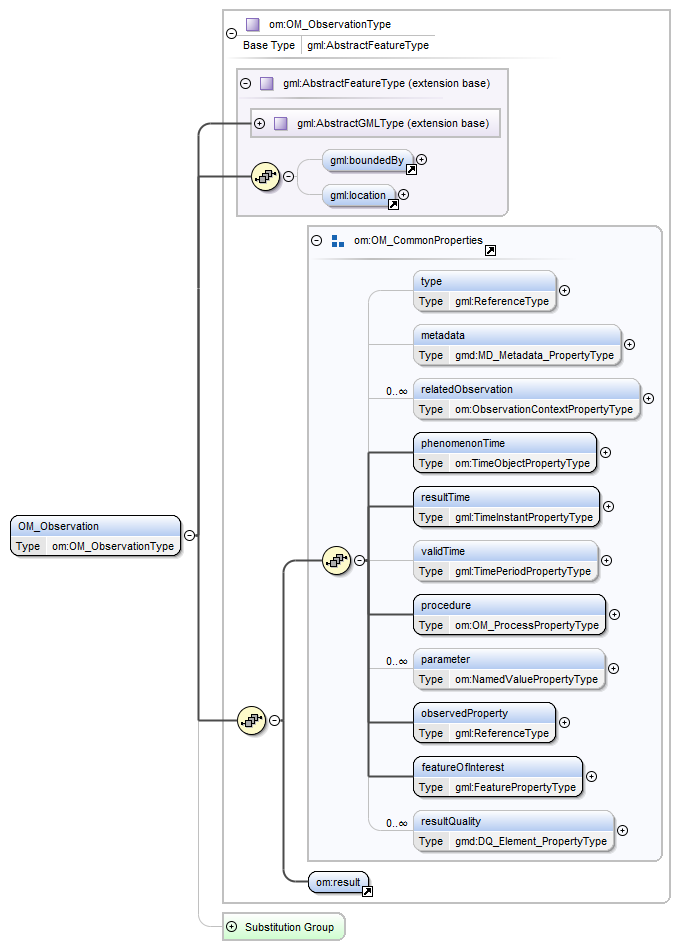 om:OM_ObservationType
Base Type gml:AbstractFeatureType
gml:AbstractFeatureType (extension base)
gml:AbstractGMLType (extension base)
gml:boundedBy
gml:location
om:OM_CommonProperties
type
Type gml:ReferenceType
metadata
Type gmd:MD_Metadata_PropertyType
0..∞ relatedObservation
Type om:ObservationContextPropertyType
phenomenonTime
Type om:TimeObjectPropertyType
resultTime
Type gml:TimeInstantPropertyType
OM_Observation
Type om:OM_ObservationType
validTime
Type gml:TimePeriodPropertyType
procedure
Type om:OM_ProcessPropertyType
0..∞ parameter
Type om:NamedValuePropertyType
observedProperty
Type gml:ReferenceType
featureOfInterest
Type gml:FeaturePropertyType
0..∞ resultQuality
Type gmd:DQ_Element_PropertyType
om:result
Substitution Group